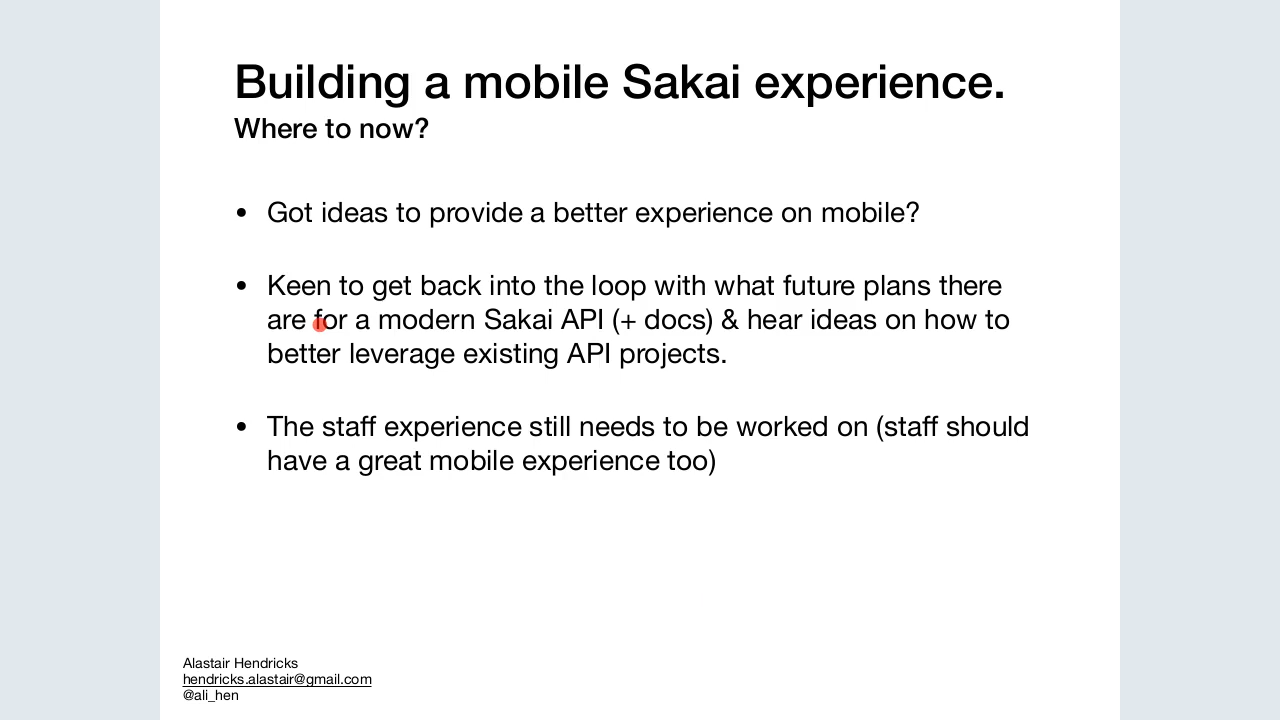 Building a mobile Sakai experience.
Where to now?
• Got ideas to provide a better experience on mobile?
• Keen to get back into the loop with what future plans there
are for a modern Sakai API (+ docs) & hear ideas on how to
better leverage existing API projects.
• The staff experience still needs to be worked on (staff should
have a great mobile experience too)
Alastair Hendricks
hendricks.alastair@gmail.com
@ali_hen